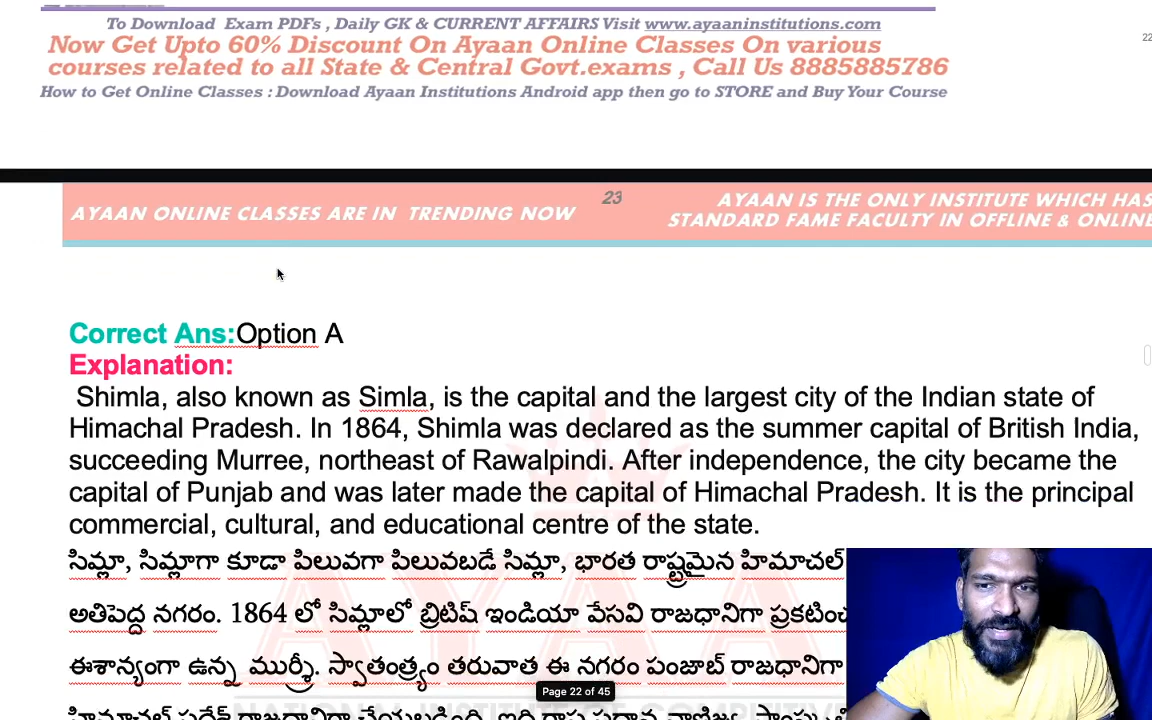 To Download Exam PDFs , Daily GK & CURRENT AFFAIRS Visit www.ayaaninstitutions.com
Now Get Upto 60% Discount On Ayaan Online Classes On various
courses related to all State & Central Govt.exams , Call Us 8885885786
How to Get Online Classes : Download Ayaan Institutions Android app then go to STORE and Buy Your Course
22
AYAAN ONLINE CLASSES ARE IN TRENDING NOW
23
AYAAN IS THE ONLY INSTITUTE WHICH HAS
STANDARD FAME FACULTY IN OFFLINE & ONLINE
Correct Ans:Option A
Explanation:
Shimla, also known as Simla, is the capital and the largest city of the Indian state of
Himachal Pradesh. In 1864, Shimla was declared as the summer capital of British India,
succeeding Murree, northeast of Rawalpindi. After independence, the city became the
capital of Punjab and was later made the capital of Himachal Pradesh. It is the principal
commercial, cultural, and educational centre of the state.
సిమ్లా, సిమ్లాగా కూడా పిలువగా పిలువబడే సిమ్లా, భారత రాష్ట్రమైన హిమాచల్
అతిపెద్ద నగరం. 1864 లో సిమ్లాలో బ్రిటిష్ ఇండియా వేసవి రాజధానిగా
ఈశాన్యంగా ఉన్న ముర్రీ. స్వాతంత్ర్యం తరువాత ఈ నగరం పంజాబ్ రాజధానిగా
Page 22 of 45